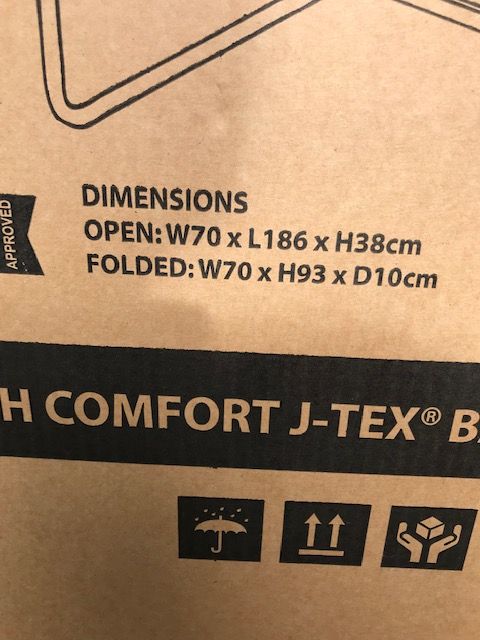 APPROVED
DIMENSIONS
OPEN: W70 x L186 x H38cm
FOLDED: W70 x H93 x D10cm
H COMFORT J-TEX® B